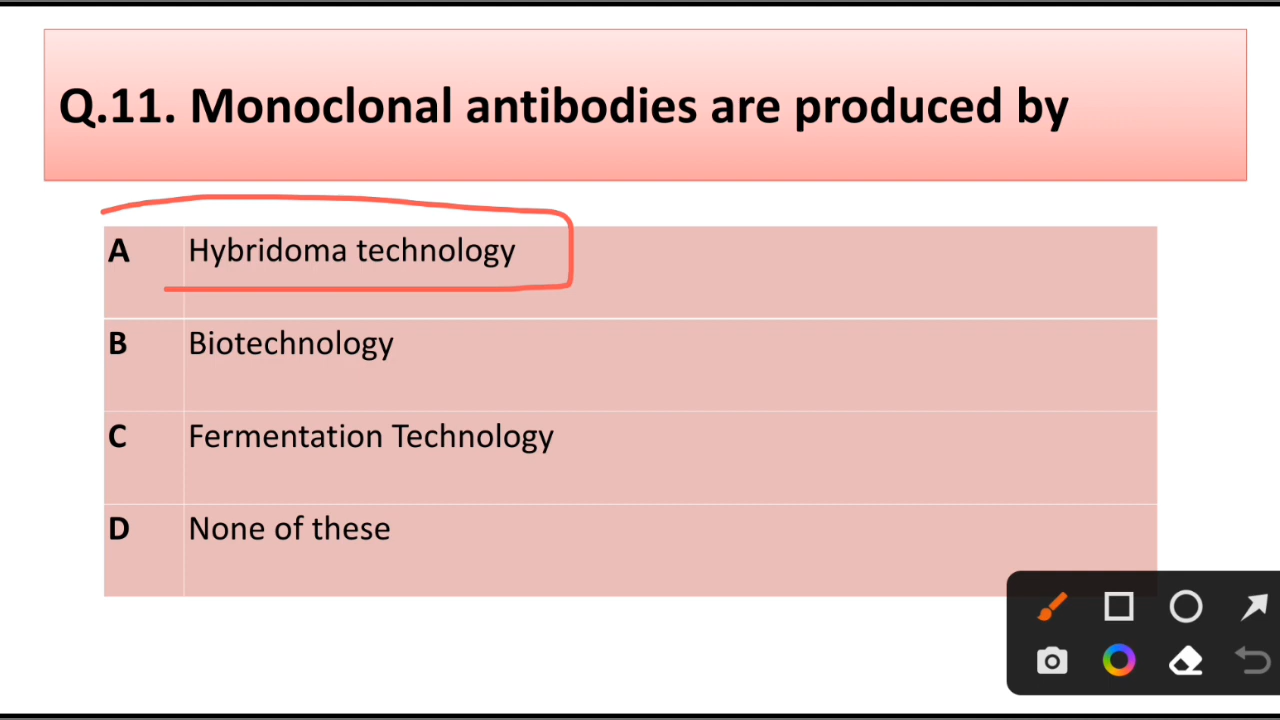 Q.11. Monoclonal antibodies are produced by
A Hybridoma technology
B Biotechnology
C Fermentation Technology
D None of these